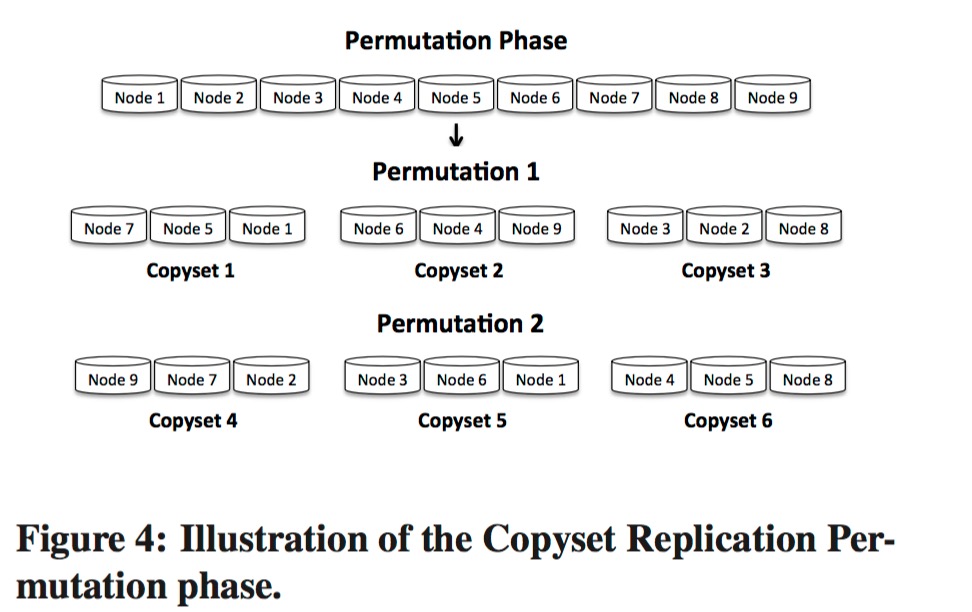 Permutation Phase
Node 1 Node 2 Node 3 Node 4 Node 5 Node 6 Node 7 Node 8 Node 9
Permutation 1
Node 7 Node 5 Node 1 Node 6 Node 4 Node 9 Node 3 Node 2 Node 8
Copyset 1 Copyset 2 Copyset 3
Permutation 2
Node 9 Node 7 Node 2 Node 3 Node 6 Node 1 Node 4 Node 5 Node 8
Copyset 4 Copyset 5 Copyset 6
Figure 4: Illustration of the Copyset Replication Per-
mutation phase.